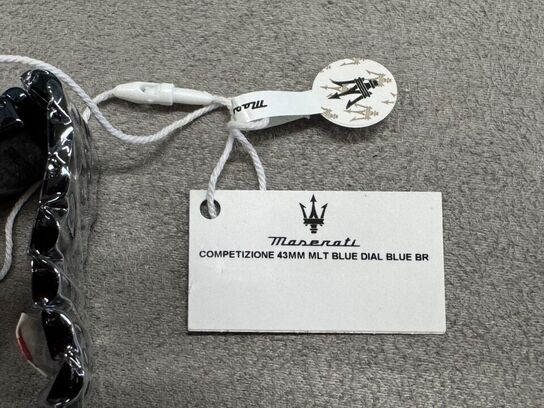 Maserati
COMPETIZIONE 43MM MLT BLUE DIAL BLUE BR